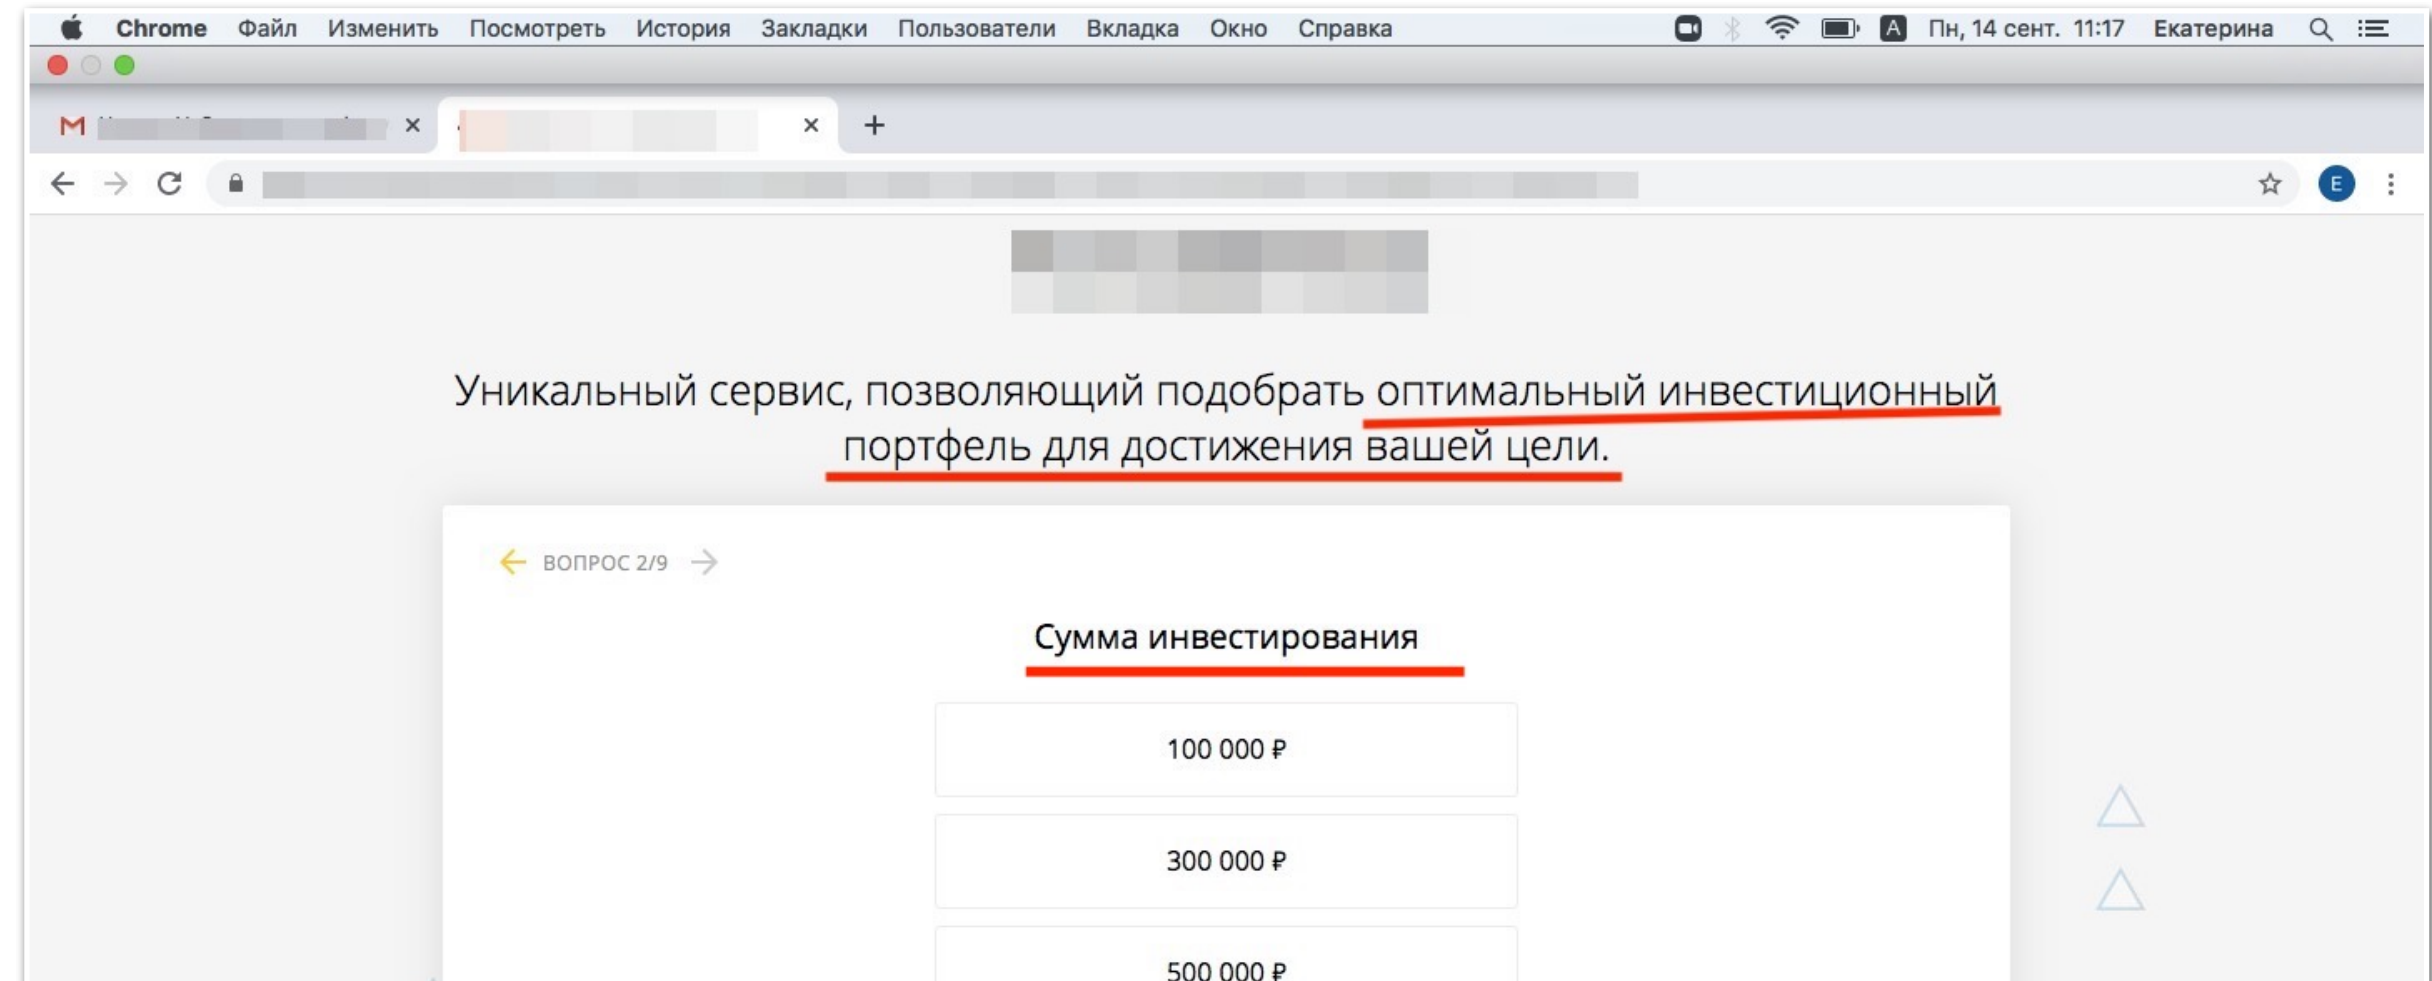 Chrome Файл Изменить Посмотреть История Закладки Пользователи Вкладка Окно Справка A Пн, 14 сент. 11:17 Екатерина
E
Уникальный сервис, позволяющий подобрать оптимальный инвестиционный
портфель для достижения вашей цели.
ВОПРОС 2/9
Сумма инвестирования
100 000 ₽
300 000 ₽
500 000 ₽